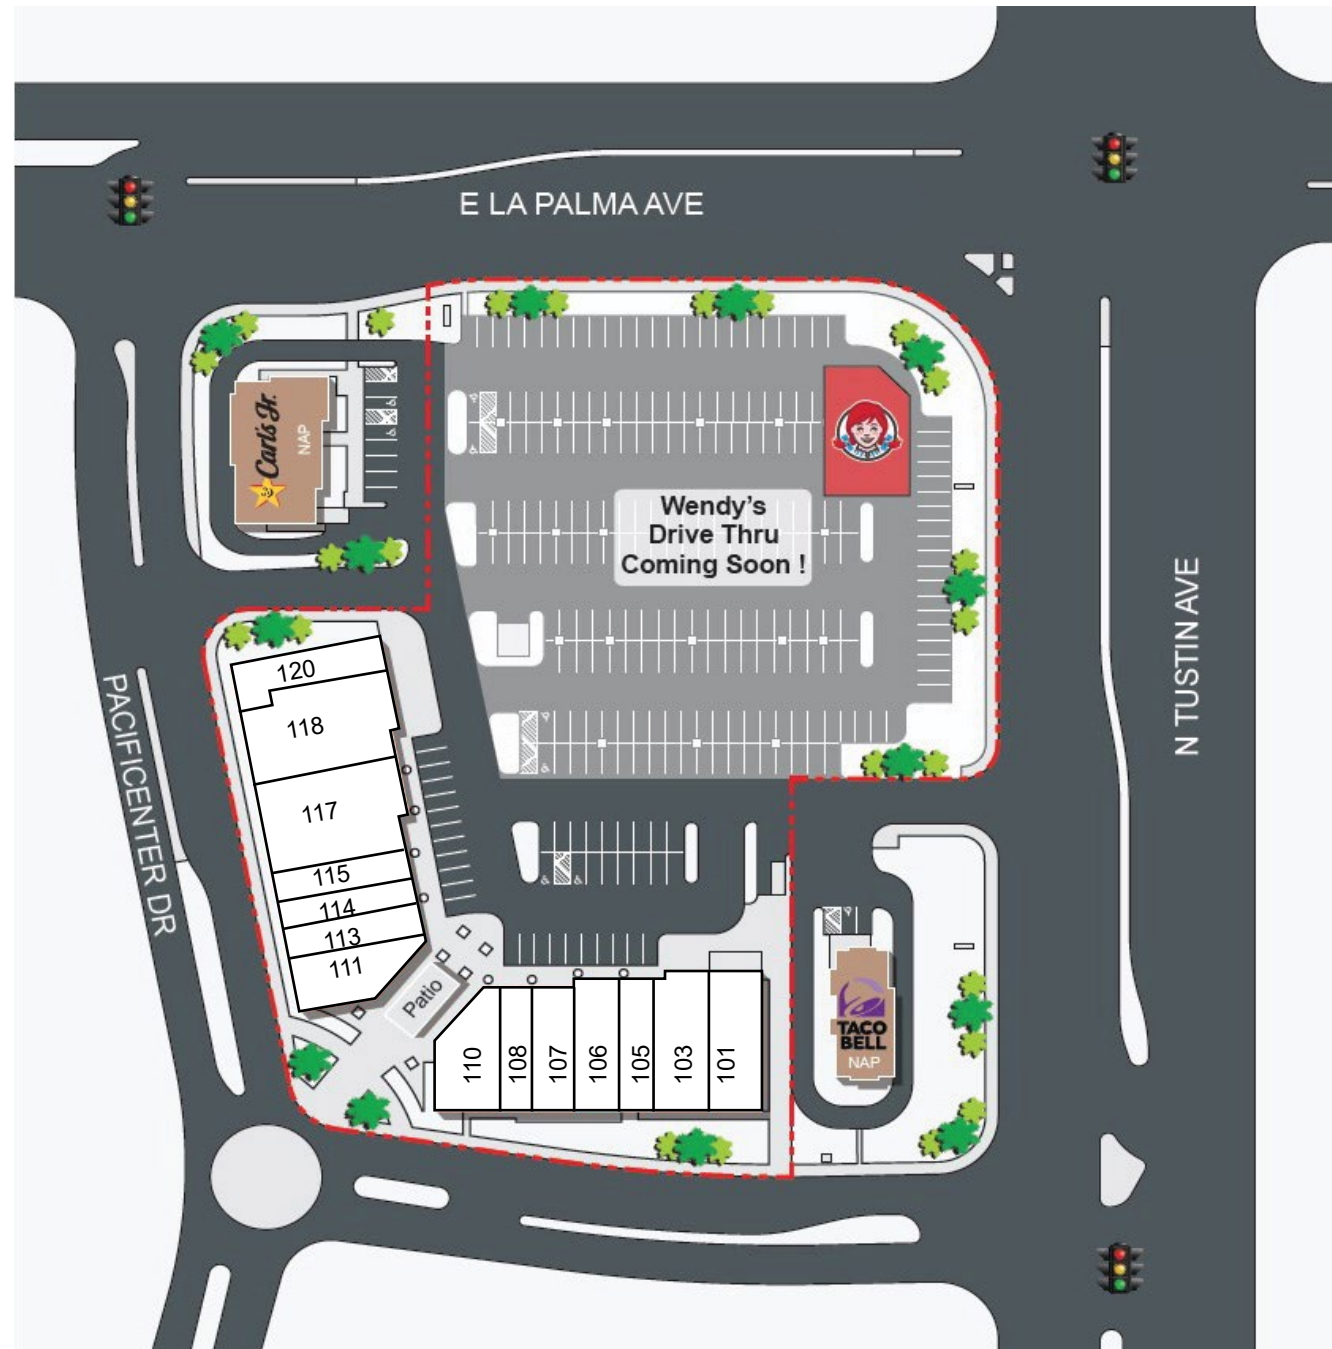 E LA PALMA AVE
Carl's Jr.
NAP
Wendy's
Drive Thru
Coming Soon !
N TUSTIN AVE
PACIFICENTER DR
120
118
117
115
114
113
111
Patio
110
108
107
106
105
103
101
TACO
BELL
NAP